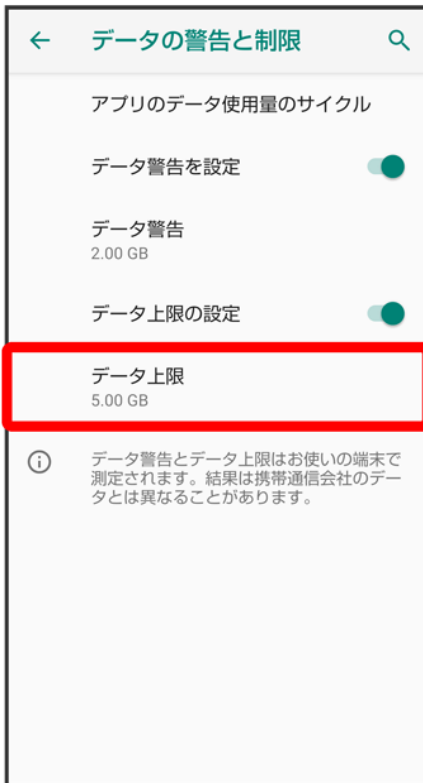 データの警告と制限
アプリのデータ使用量のサイクル
データ警告を設定
データ警告
2.00 GB
データ上限の設定
データ上限
5.00 GB
データ警告とデータ上限はお使いの端末で
測定されます。結果は携帯通信会社のデー
タとは異なることがあります。